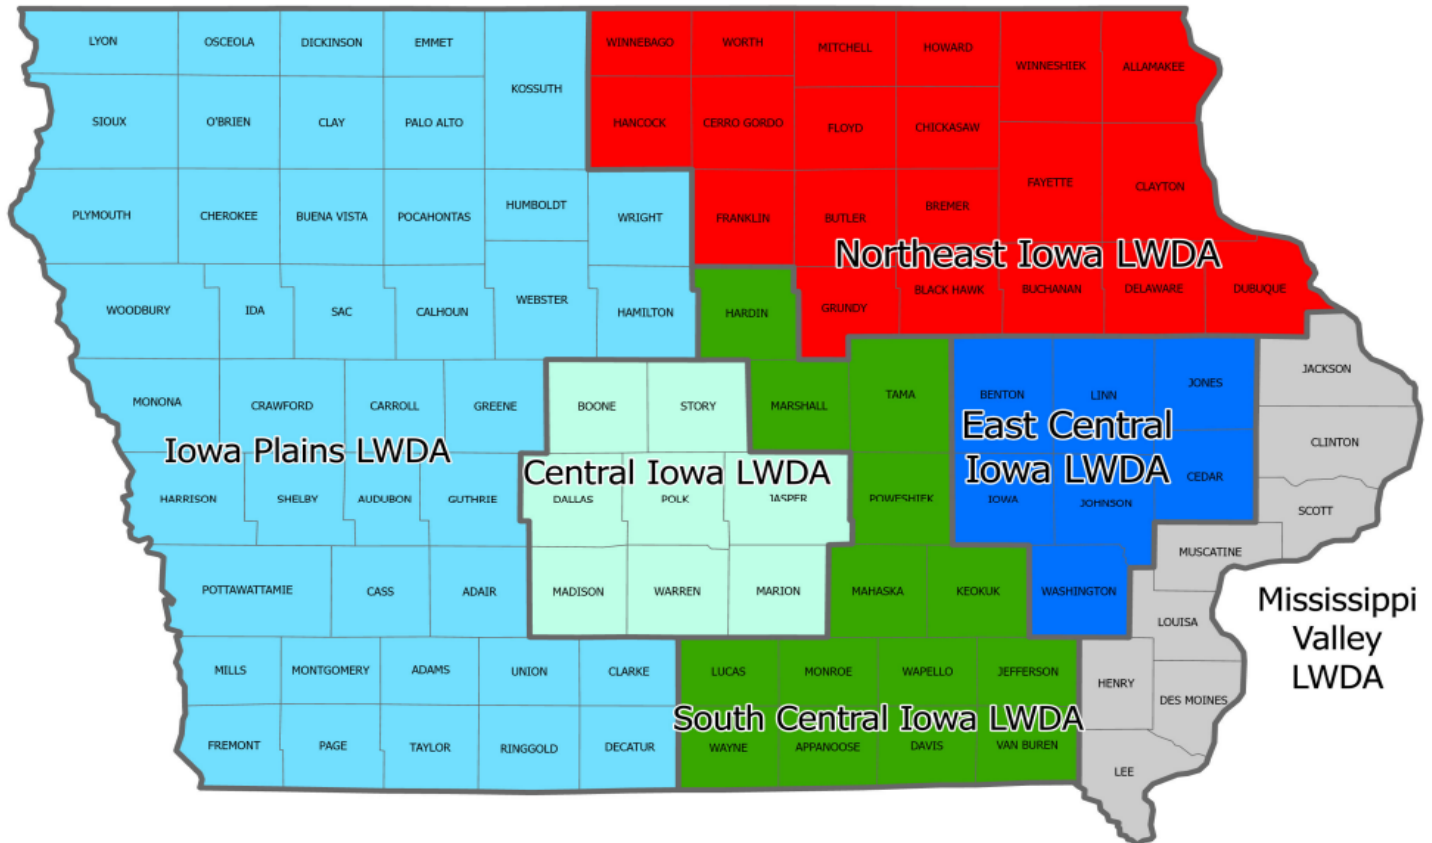 LYON
OSCEOLA
DICKINSON
EMMET
KOSSUTH
WINNEBAGO
WORTH
MITCHELL
HOWARD
WINNESHIEK
ALLAMAKEE
SIOUX
O'BRIEN
CLAY
PALO ALTO
HANCOCK
CERRO GORDO
FLOYD
CHICKASAW
FAYETTE
CLAYTON
PLYMOUTH
CHEROKEE
BUENA VISTA
POCAHONTAS
HUMBOLDT
WRIGHT
FRANKLIN
BUTLER
BREMER
Northeast Iowa LWDA
WOODBURY
IDA
SAC
CALHOUN
WEBSTER
HAMILTON
HARDIN
GRUNDY
BLACK HAWK
BUCHANAN
DELAWARE
DUBUQUE
JACKSON
MONONA
CRAWFORD
CARROLL
GREENE
BOONE
STORY
MARSHALL
TAMA
BENTON
LINN
JONES
East Central
Iowa LWDA
CLINTON
Iowa Plains LWDA
Central Iowa LWDA
HARRISON
SHELBY
AUDUBON
GUTHRIE
DALLAS
POLK
JASPER
POWESHIEK
IOWA
JOHNSON
CEDAR
SCOTT
MUSCATINE
POTTAWATTAMIE
CASS
ADAIR
MADISON
WARREN
MARION
MAHASKA
KEOKUK
WASHINGTON
LOUISA
Mississippi
Valley
LWDA
MILLS
MONTGOMERY
ADAMS
UNION
CLARKE
LUCAS
MONROE
WAPELLO
JEFFERSON
HENRY
DES MOINES
South Central Iowa LWDA
FREMONT
PAGE
TAYLOR
RINGGOLD
DECATUR
WAYNE
APPANOOSE
DAVIS
VAN BUREN
LEE